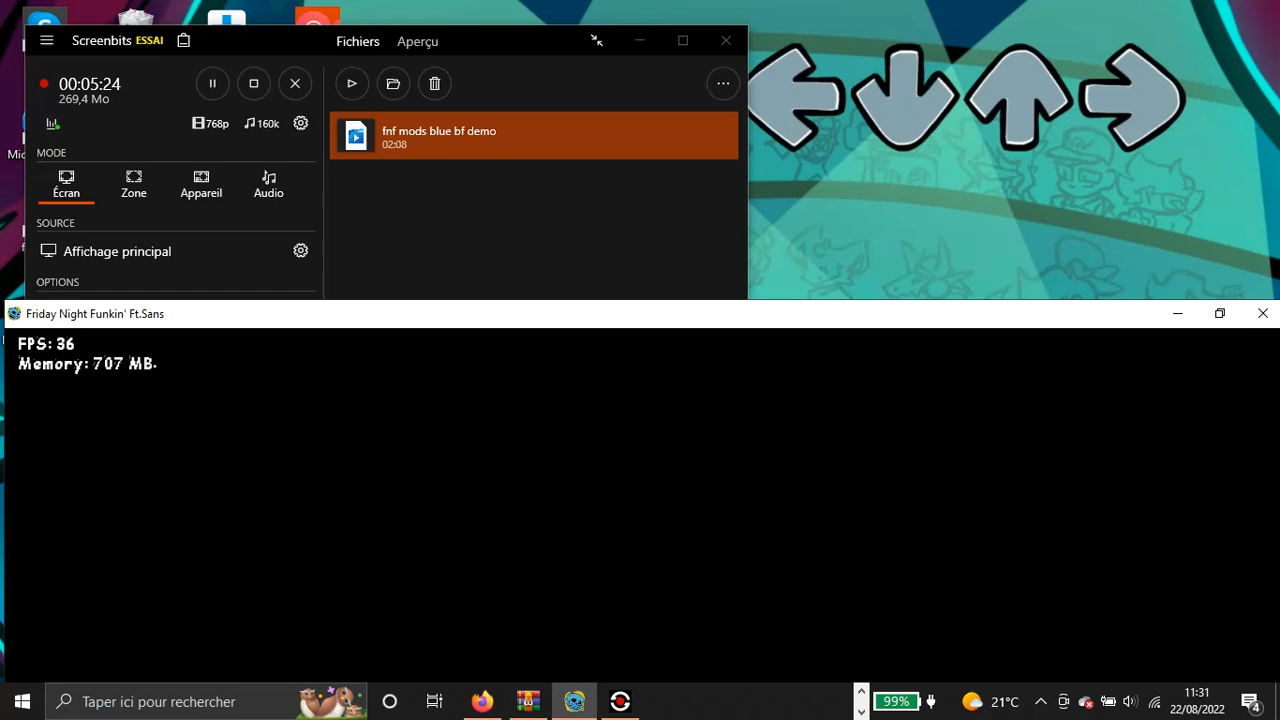 Screenbits ESSAI
Fichiers
Aperçu
00:05:24
269,4 Mo
768p
160k
MODE
Écran
Zone
Appareil
Audio
SOURCE
Affichage principal
OPTIONS
fnf mods blue bf demo
02:08
Friday Night Funkin' Ft.Sans
FPS: 36
Memory: 707 MB
Taper ici pour rechercher
99%
21°C
11:31
22/08/2022
4